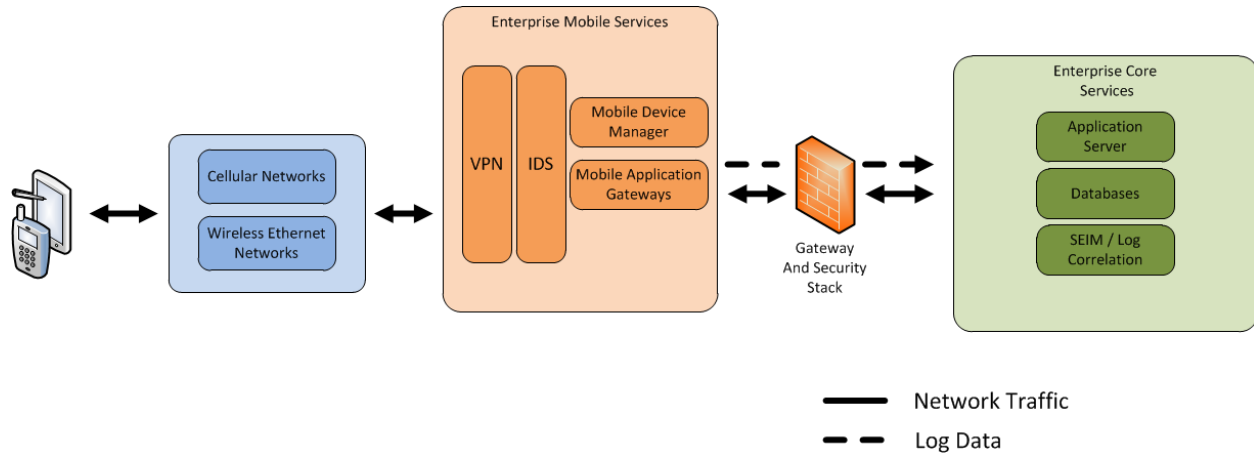 Enterprise Mobile Services
VPN
IDS
Mobile Device
Manager
Mobile Application
Gateways
Cellular Networks
Wireless Ethernet
Networks
Gateway
And Security
Stack
Enterprise Core
Services
Application
Server
Databases
SEIM / Log
Correlation
Network Traffic
Log Data